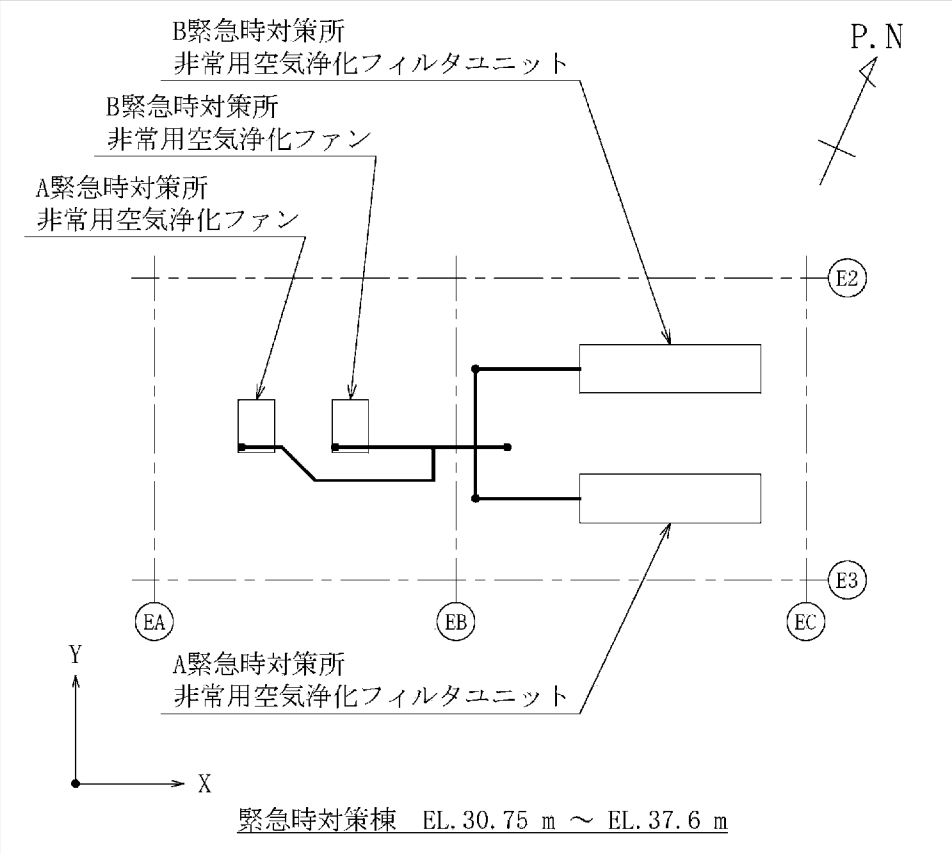 B緊急時対策所
非常用空気浄化フィルタユニット
P.N
B緊急時対策所
非常用空気浄化ファン
A緊急時対策所
非常用空気浄化ファン
E2
E3
EA
EB
EC
A緊急時対策所
非常用空気浄化フィルタユニット
Y
X
緊急時対策棟 EL.30.75 m ～ EL.37.6 m